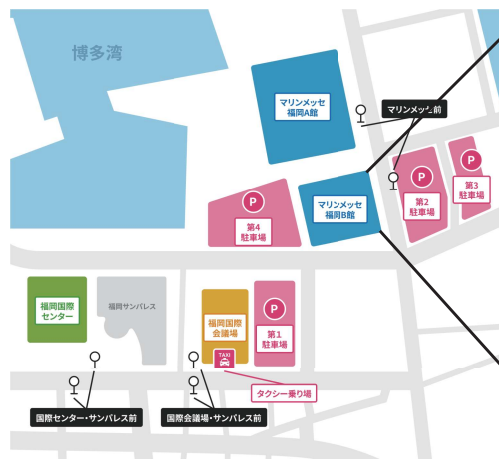 博多湾
マリンメッセ
福岡A館
マリンメッセ前
P
第2
駐車場
P
第3
駐車場
P
第4
駐車場
マリンメッセ
福岡B館
福岡国際
センター
福岡サンパレス
福岡国際
会議場
TAXI
P
第1
駐車場
タクシー乗り場
国際センター・サンパレス前
国際会議場・サンパレス前